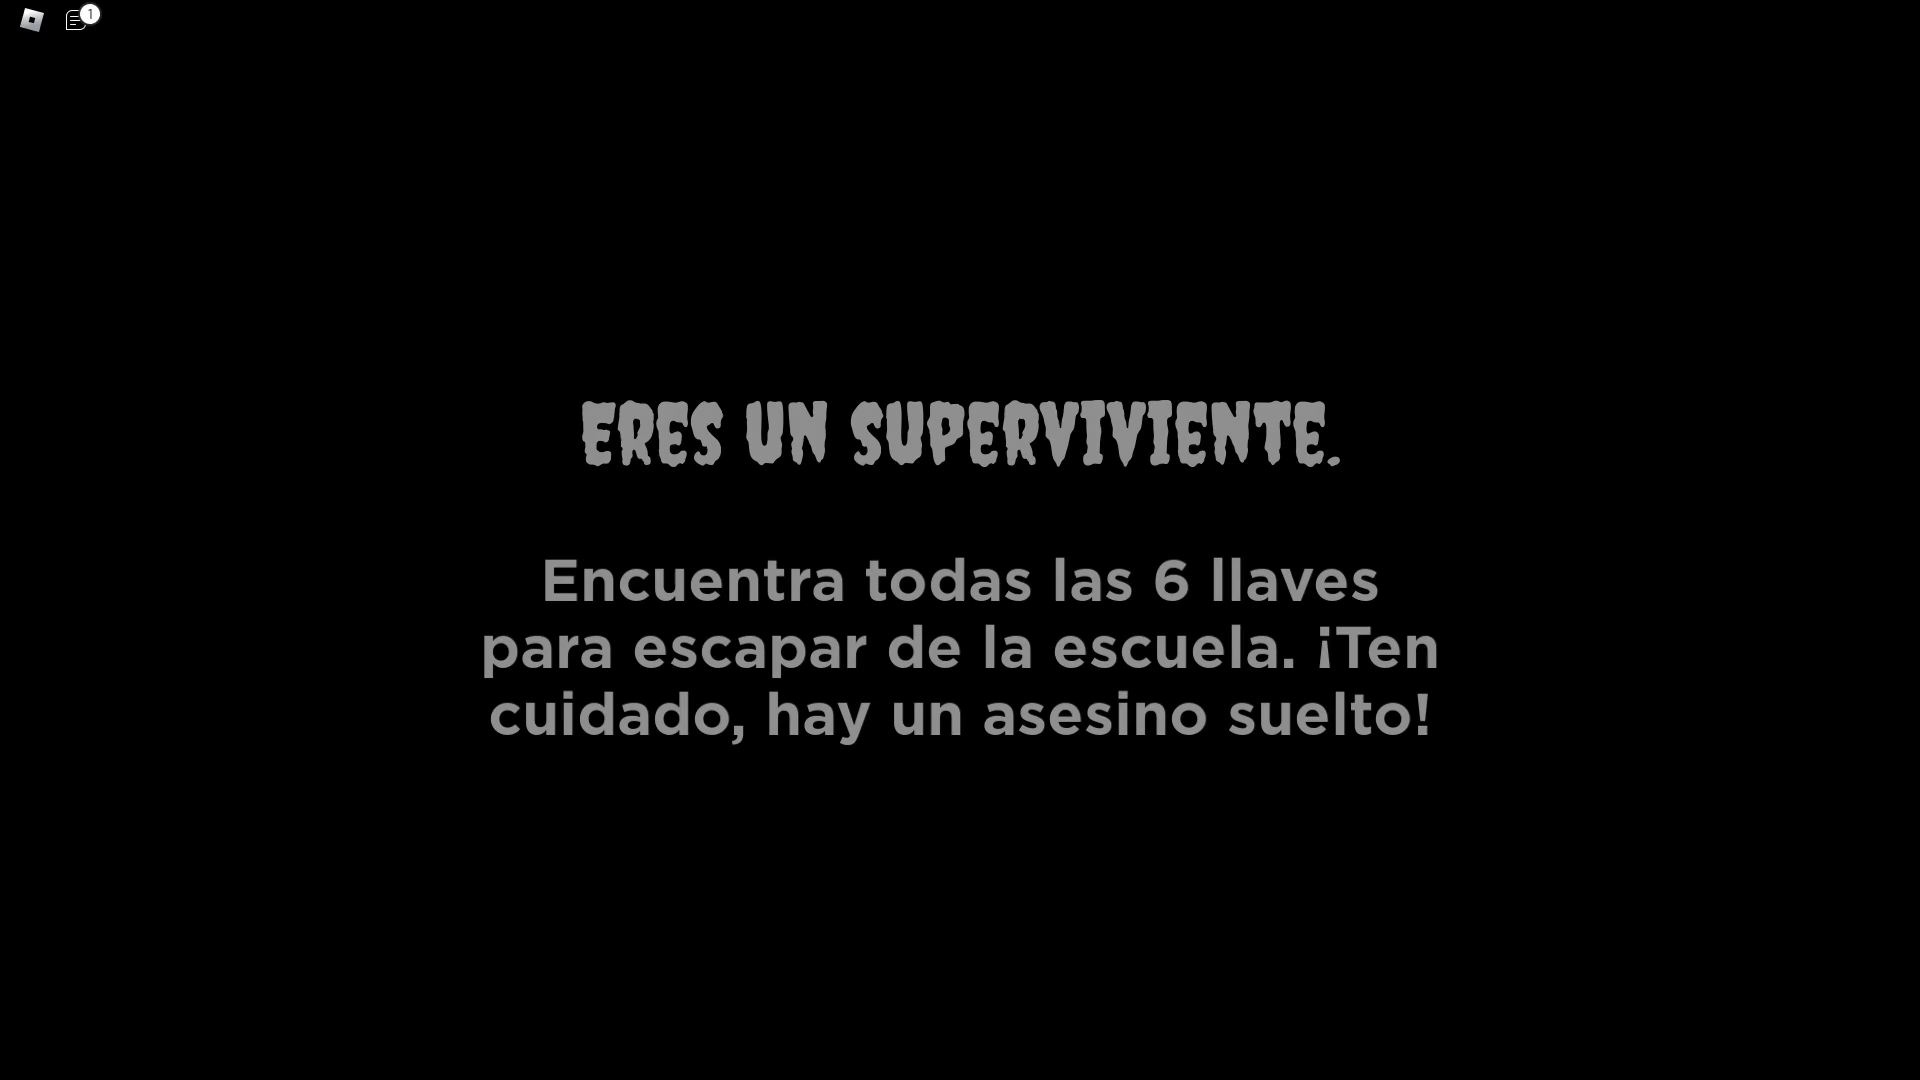 1
ERES UN SUPERVIVIENTE.
Encuentra todas las 6 llaves
para escapar de la escuela. ¡Ten
cuidado, hay un asesino suelto!